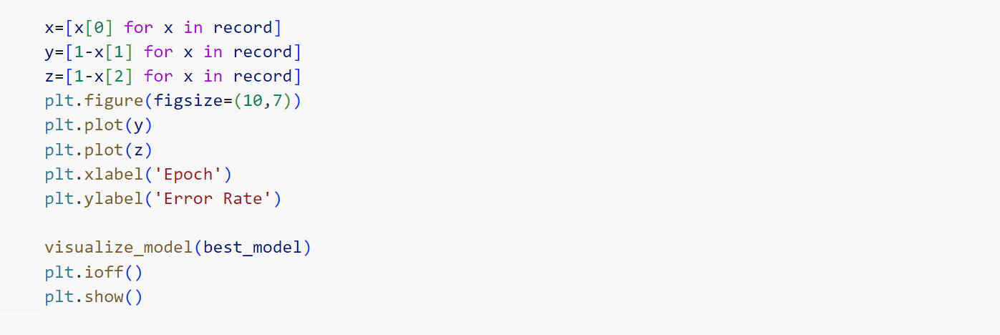 x=[x[0] for x in record]
y=[1-x[1] for x in record]
z=[1-x[2] for x in record]
plt.figure(figsize=(10,7))
plt.plot(y)
plt.plot(z)
plt.xlabel('Epoch')
plt.ylabel('Error Rate')
visualize_model(best_model)
plt.ioff()
plt.show()